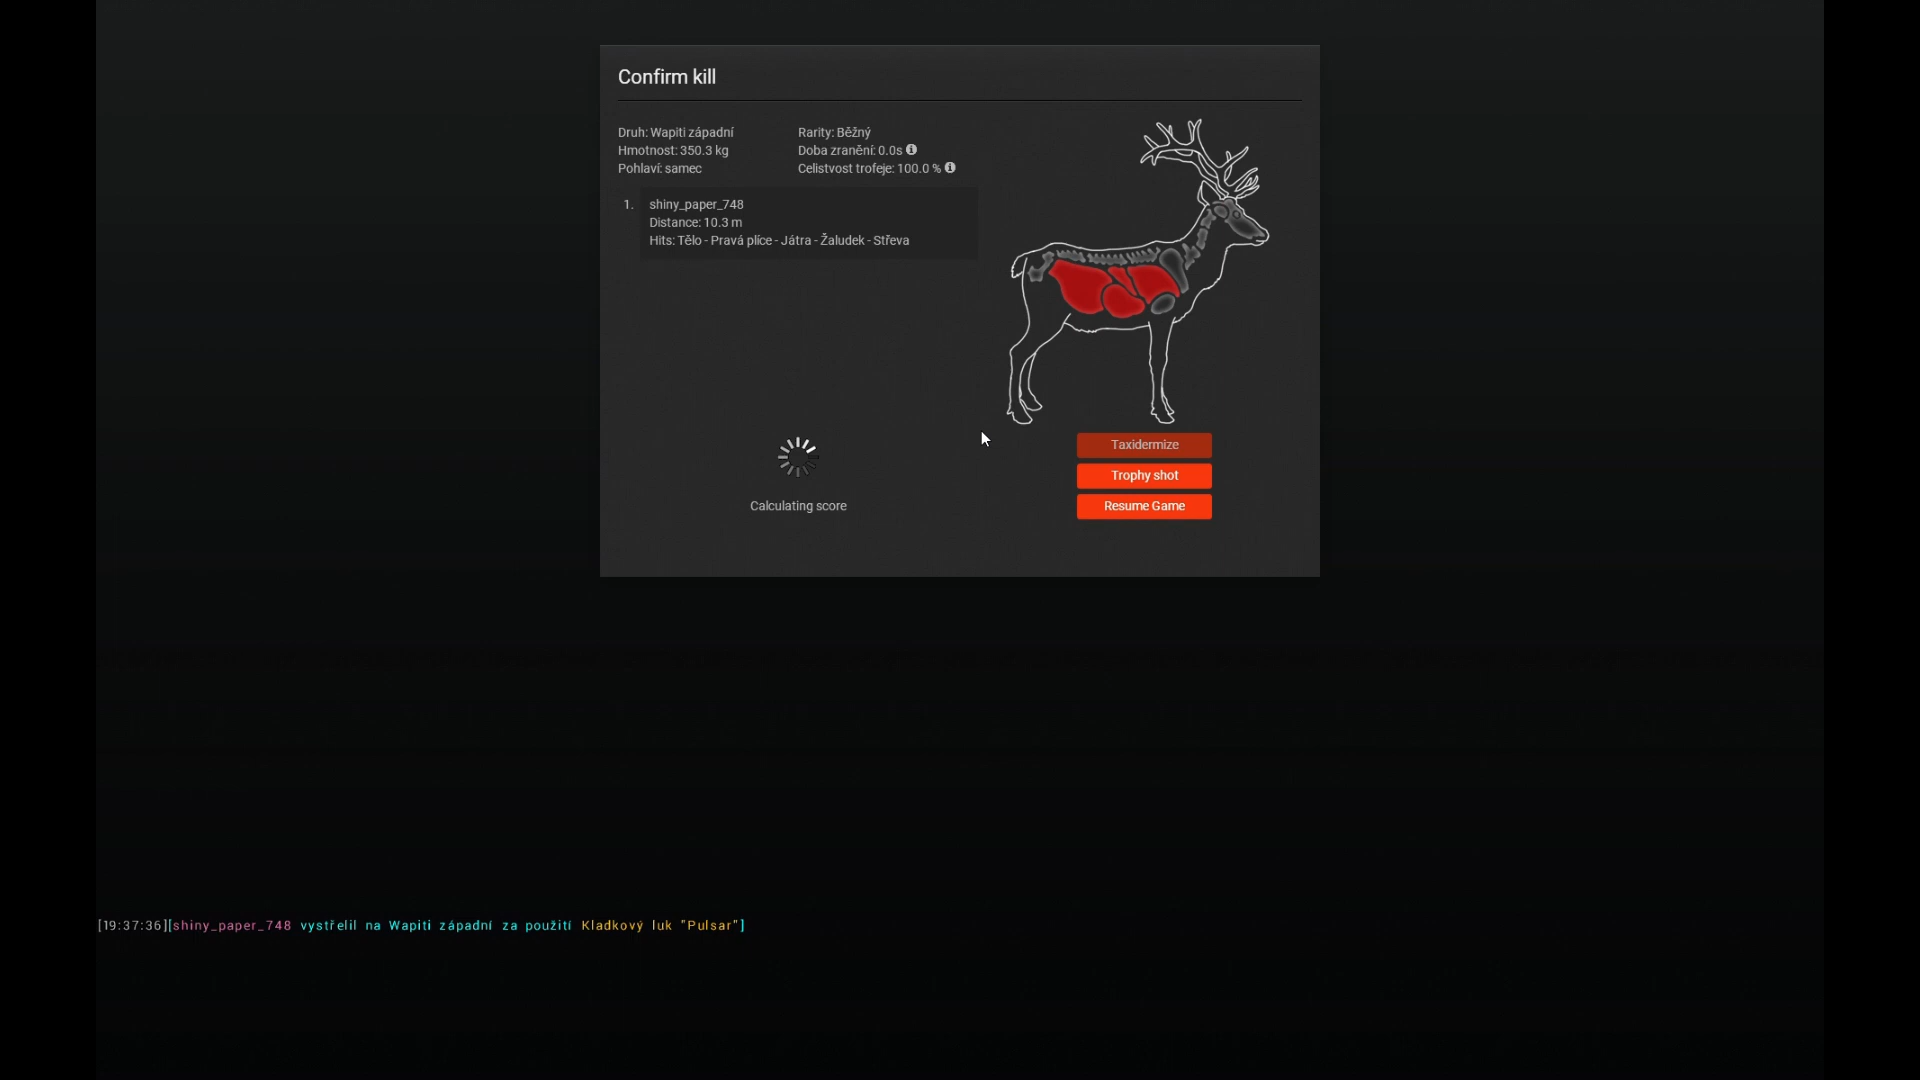 Confirm kill
Druh: Wapiti západní
Hmotnost: 350.3 kg
Pohlaví: samec
Rarity: Běžný
Doba zranění: 0.0s
Celistvost trofeje: 100.0 %
1.
shiny_paper_748
Distance: 10.3 m
Hits: Tělo - Pravá plíce - Játra - Žaludek - Střeva
Calculating score
Taxidermize
Trophy shot
Resume Game
[19:37:36][shiny_paper_748 vystřelil na Wapiti západní za použití Kladkový luk "Pulsar"]